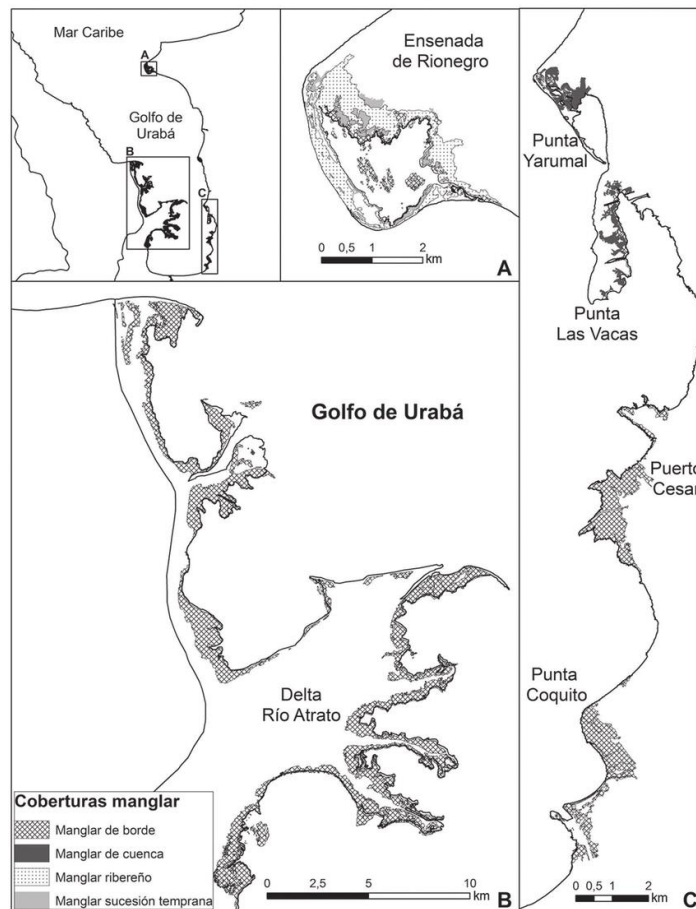 Mar Caribe
A
Golfo de
Urabá
B
C
Ensenada
de Rionegro
0 0,5 1 2
km
A
Punta
Yarumal
Punta
Las Vacas
Puerto
Cesar
Punta
Coquito
0 0,5 1 2
km
C
Golfo de Urabá
Delta
Río Atrato
Coberturas manglar
Manglar de borde
Manglar de cuenca
Manglar ribereño
Manglar sucesión temprana
0 2,5 5 10
km
B